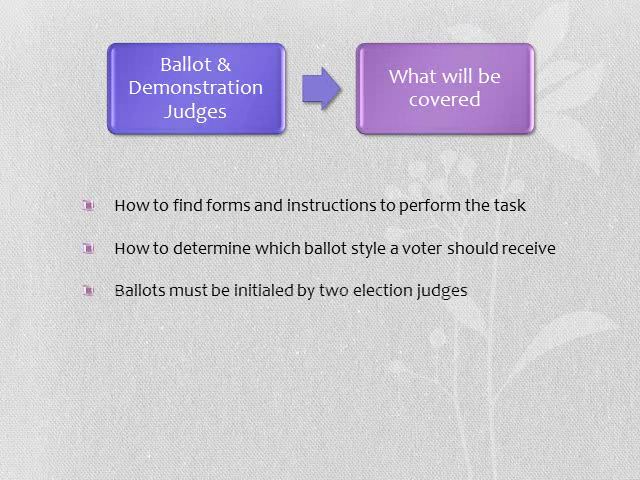 Ballot &
Demonstration
Judges
What will be
covered
How to find forms and instructions to perform the task
How to determine which ballot style a voter should receive
Ballots must be initialed by two election judges